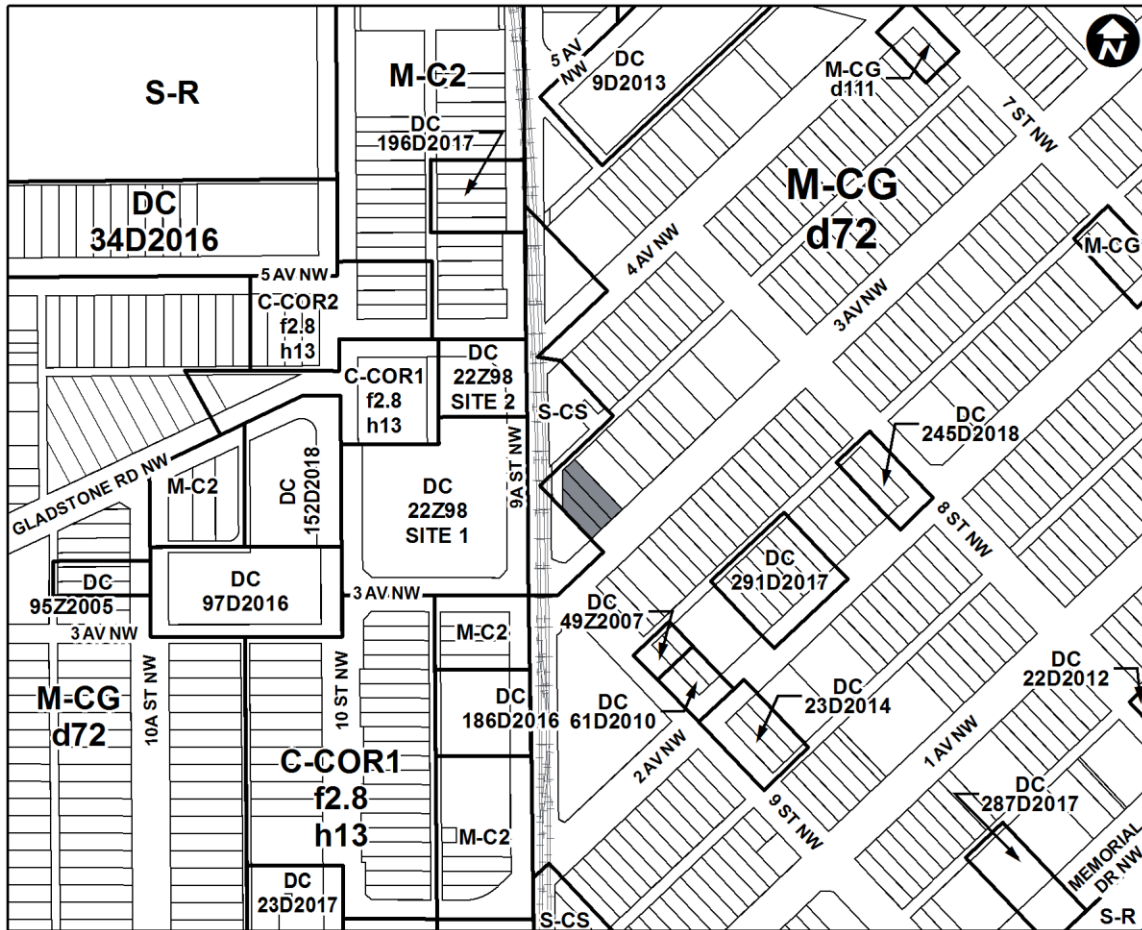 N
5 AV
NW
DC
9D2013
S-R
M-C2
M-CG
d111
7 ST NW
DC
196D2017
M-CG
d72
DC
34D2016
4 AV NW
M-CG
5 AV NW
3 AV NW
C-COR2
f2.8
h13
C-COR1
f2.8
h13
DC
22Z98
SITE 2
S-CS
DC
245D2018
9A ST NW
GLADSTONE RD NW
M-C2
DC
152D2018
DC
22Z98
SITE 1
8 ST NW
DC
95Z2005
DC
97D2016
3 AV NW
DC
291D2017
DC
49Z2007
3 AV NW
M-C2
DC
22D2012
M-CG
d72
10A ST NW
10 ST NW
DC
186D2016
DC
61D2010
DC
23D2014
2 AV NW
1 AV NW
C-COR1
f2.8
h13
M-C2
9 ST NW
DC
287D2017
MEMORIAL
DR NW
DC
23D2017
S-CS
S-R